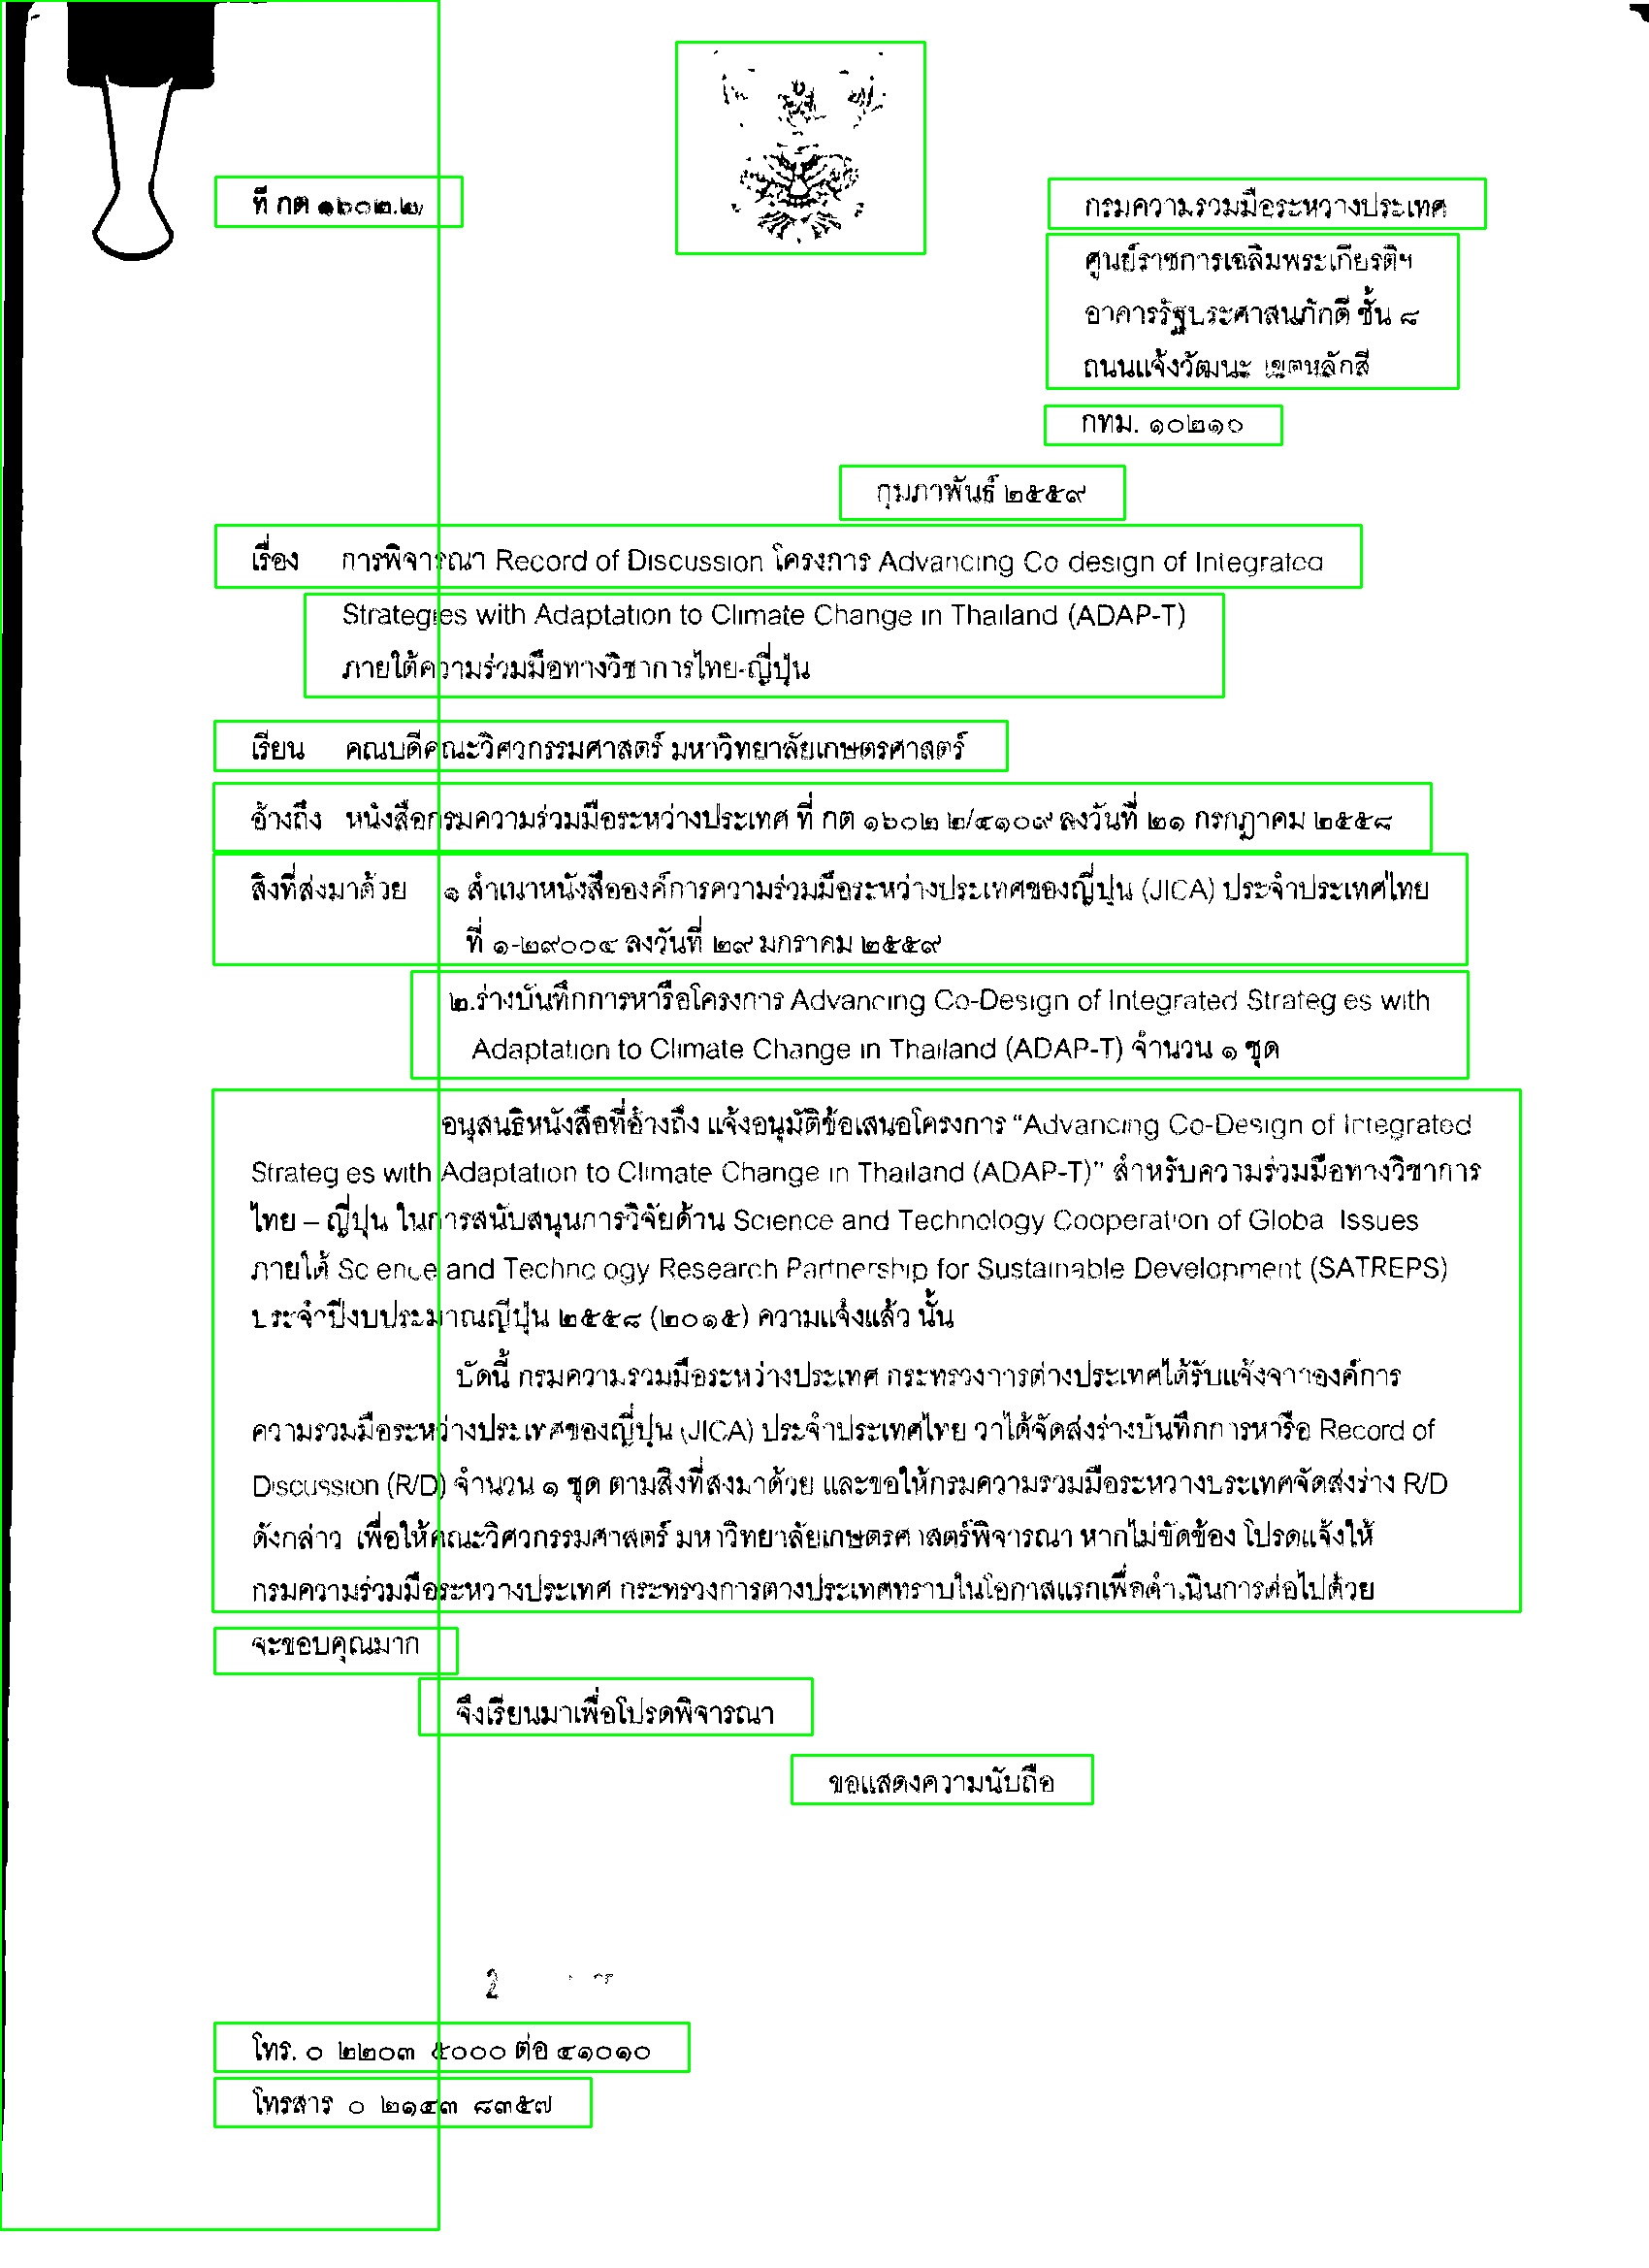 ที่ กต ๑๖๐๒.๒/
กรมความร่วมมือระหว่างประเทศ
ศูนย์ราชการเฉลิมพระเกียรติฯ
อาคารรัฐประศาสนภักดี ชั้น ๘
ถนนแจ้งวัฒนะ เขตหลักสี่
กทม. ๑๐๒๑๐
กุมภาพันธ์ ๒๕๕๙
เรื่อง การพิจารณา Record of Discussion โครงการ Advancing Co design of Integrated
Strategies with Adaptation to Climate Change in Thailand (ADAP-T)
ภายใต้ความร่วมมือทางวิชาการไทย-ญี่ปุ่น
เรียน คณบดีคณะวิศวกรรมศาสตร์ มหาวิทยาลัยเกษตรศาสตร์
อ้างถึง หนังสือกรมความร่วมมือระหว่างประเทศ ที่ กต ๑๖๐๒ ๒/๔๑๐๙ ลงวันที่ ๒๑ กรกฎาคม ๒๕๕๘
สิ่งที่ส่งมาด้วย ๑ สำเนาหนังสือองค์การความร่วมมือระหว่างประเทศของญี่ปุ่น (JICA) ประจำประเทศไทย
ที่ ๑-๒๙๐๐๔ ลงวันที่ ๒๙ มกราคม ๒๕๕๙
๒.ร่างบันทึกการหารือโครงการ Advancing Co-Design of Integrated Strategies with
Adaptation to Climate Change in Thailand (ADAP-T) จำนวน ๑ ชุด
อนุสนธิหนังสือที่อ้างถึง แจ้งอนุมัติข้อเสนอโครงการ “Advancing Co-Design of Integrated
Strategies with Adaptation to Climate Change in Thailand (ADAP-T)” สำหรับความร่วมมือทางวิชาการ
ไทย – ญี่ปุ่น ในการสนับสนุนการวิจัยด้าน Science and Technology Cooperation of Global Issues
ภายใต้ Science and Technology Research Partnership for Sustainable Development (SATREPS)
ประจำปีงบประมาณญี่ปุ่น ๒๕๕๘ (๒๐๑๕) ความแจ้งแล้ว นั้น
บัดนี้ กรมความร่วมมือระหว่างประเทศ กระทรวงการต่างประเทศได้รับแจ้งจากองค์การ
ความร่วมมือระหว่างประเทศของญี่ปุ่น (JICA) ประจำประเทศไทย ว่าได้จัดส่งร่างบันทึกการหารือ Record of
Discussion (R/D) จำนวน ๑ ชุด ตามสิ่งที่ส่งมาด้วย และขอให้กรมความร่วมมือระหว่างประเทศจัดส่งร่าง R/D
ดังกล่าว เพื่อให้คณะวิศวกรรมศาสตร์ มหาวิทยาลัยเกษตรศาสตร์พิจารณา หากไม่ขัดข้อง โปรดแจ้งให้
กรมความร่วมมือระหว่างประเทศ กระทรวงการต่างประเทศทราบในโอกาสแรกเพื่อดำเนินการต่อไปด้วย
จะขอบคุณมาก
จึงเรียนมาเพื่อโปรดพิจารณา
ขอแสดงความนับถือ
2
โทร. ๐ ๒๒๐๓ ๕๐๐๐ ต่อ ๔๑๐๑๐
โทรสาร ๐ ๒๑๔๓ ๘๓๕๗